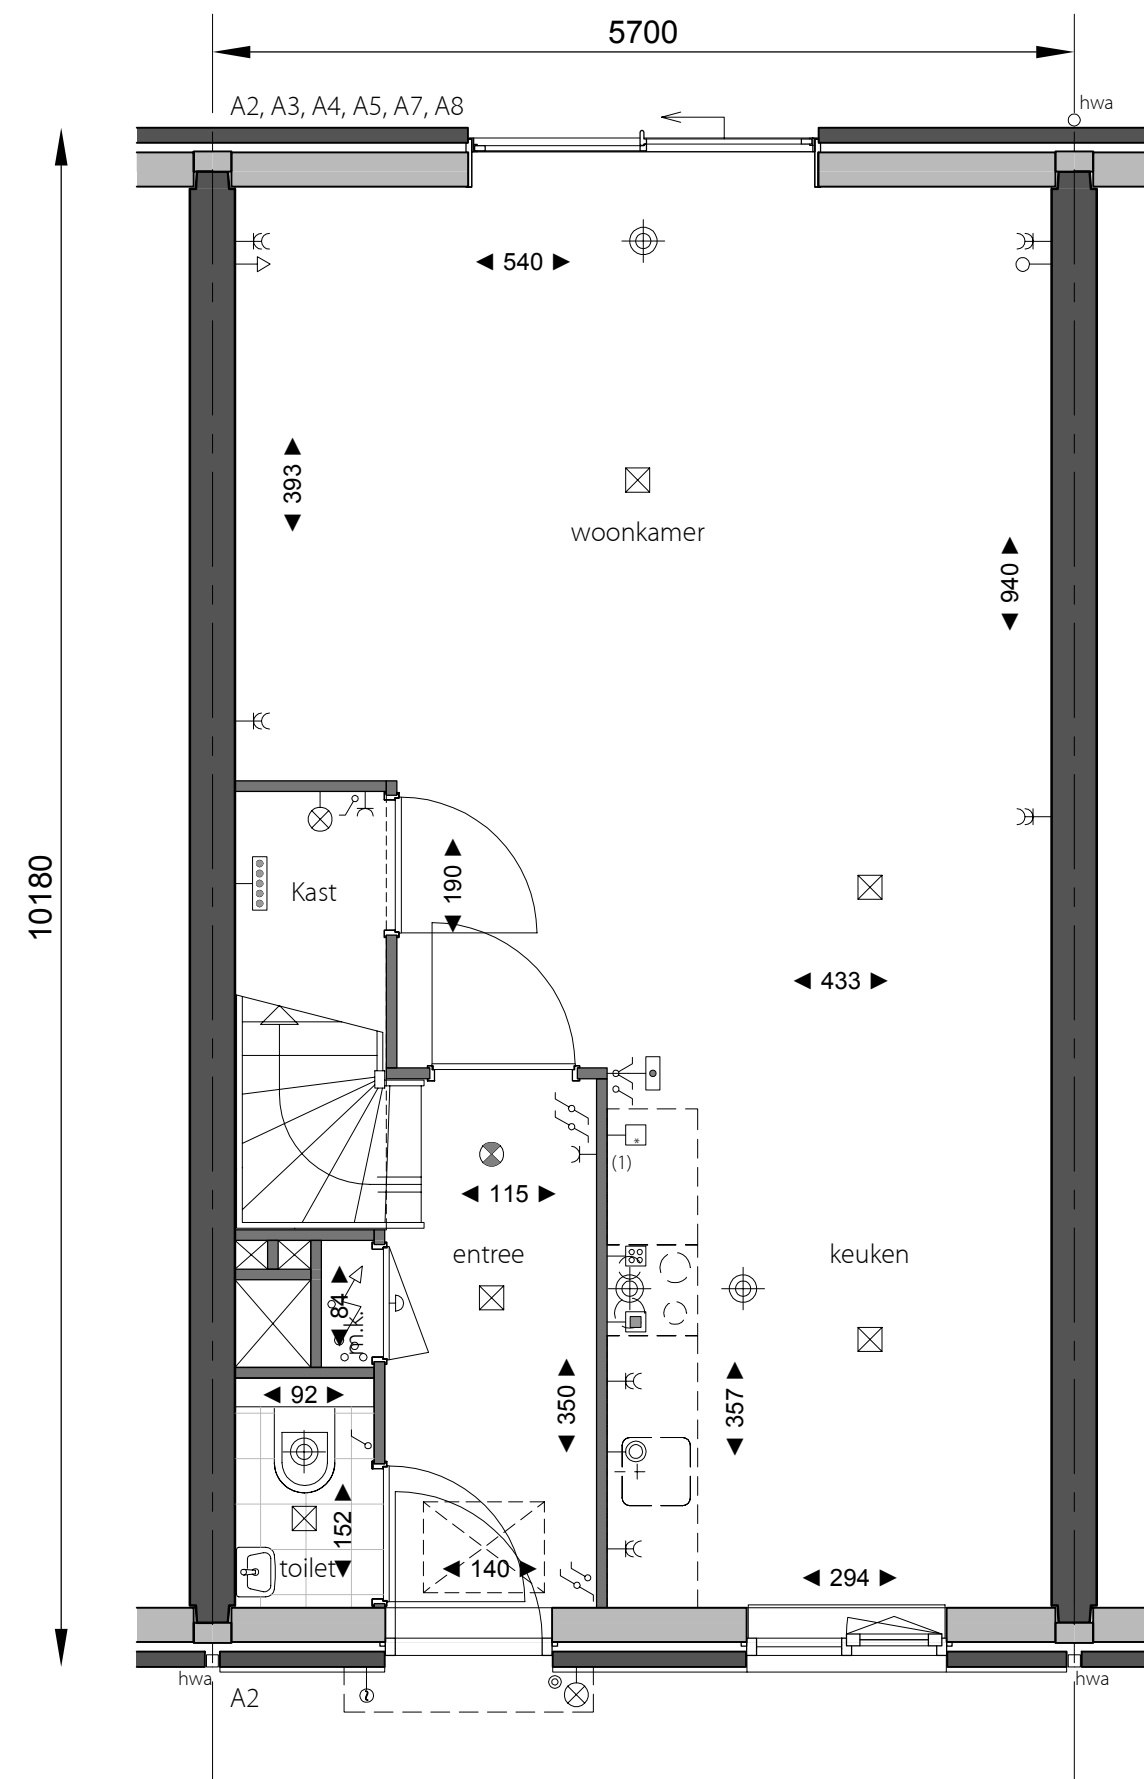 5700
A2, A3, A4, A5, A7, A8
hwa
540
393
woonkamer
940
10180
190
Kast
433
(1)
115
entree
keuken
84
m.k.
92
350
357
152
toilet
140
294
hwa
A2
hwa